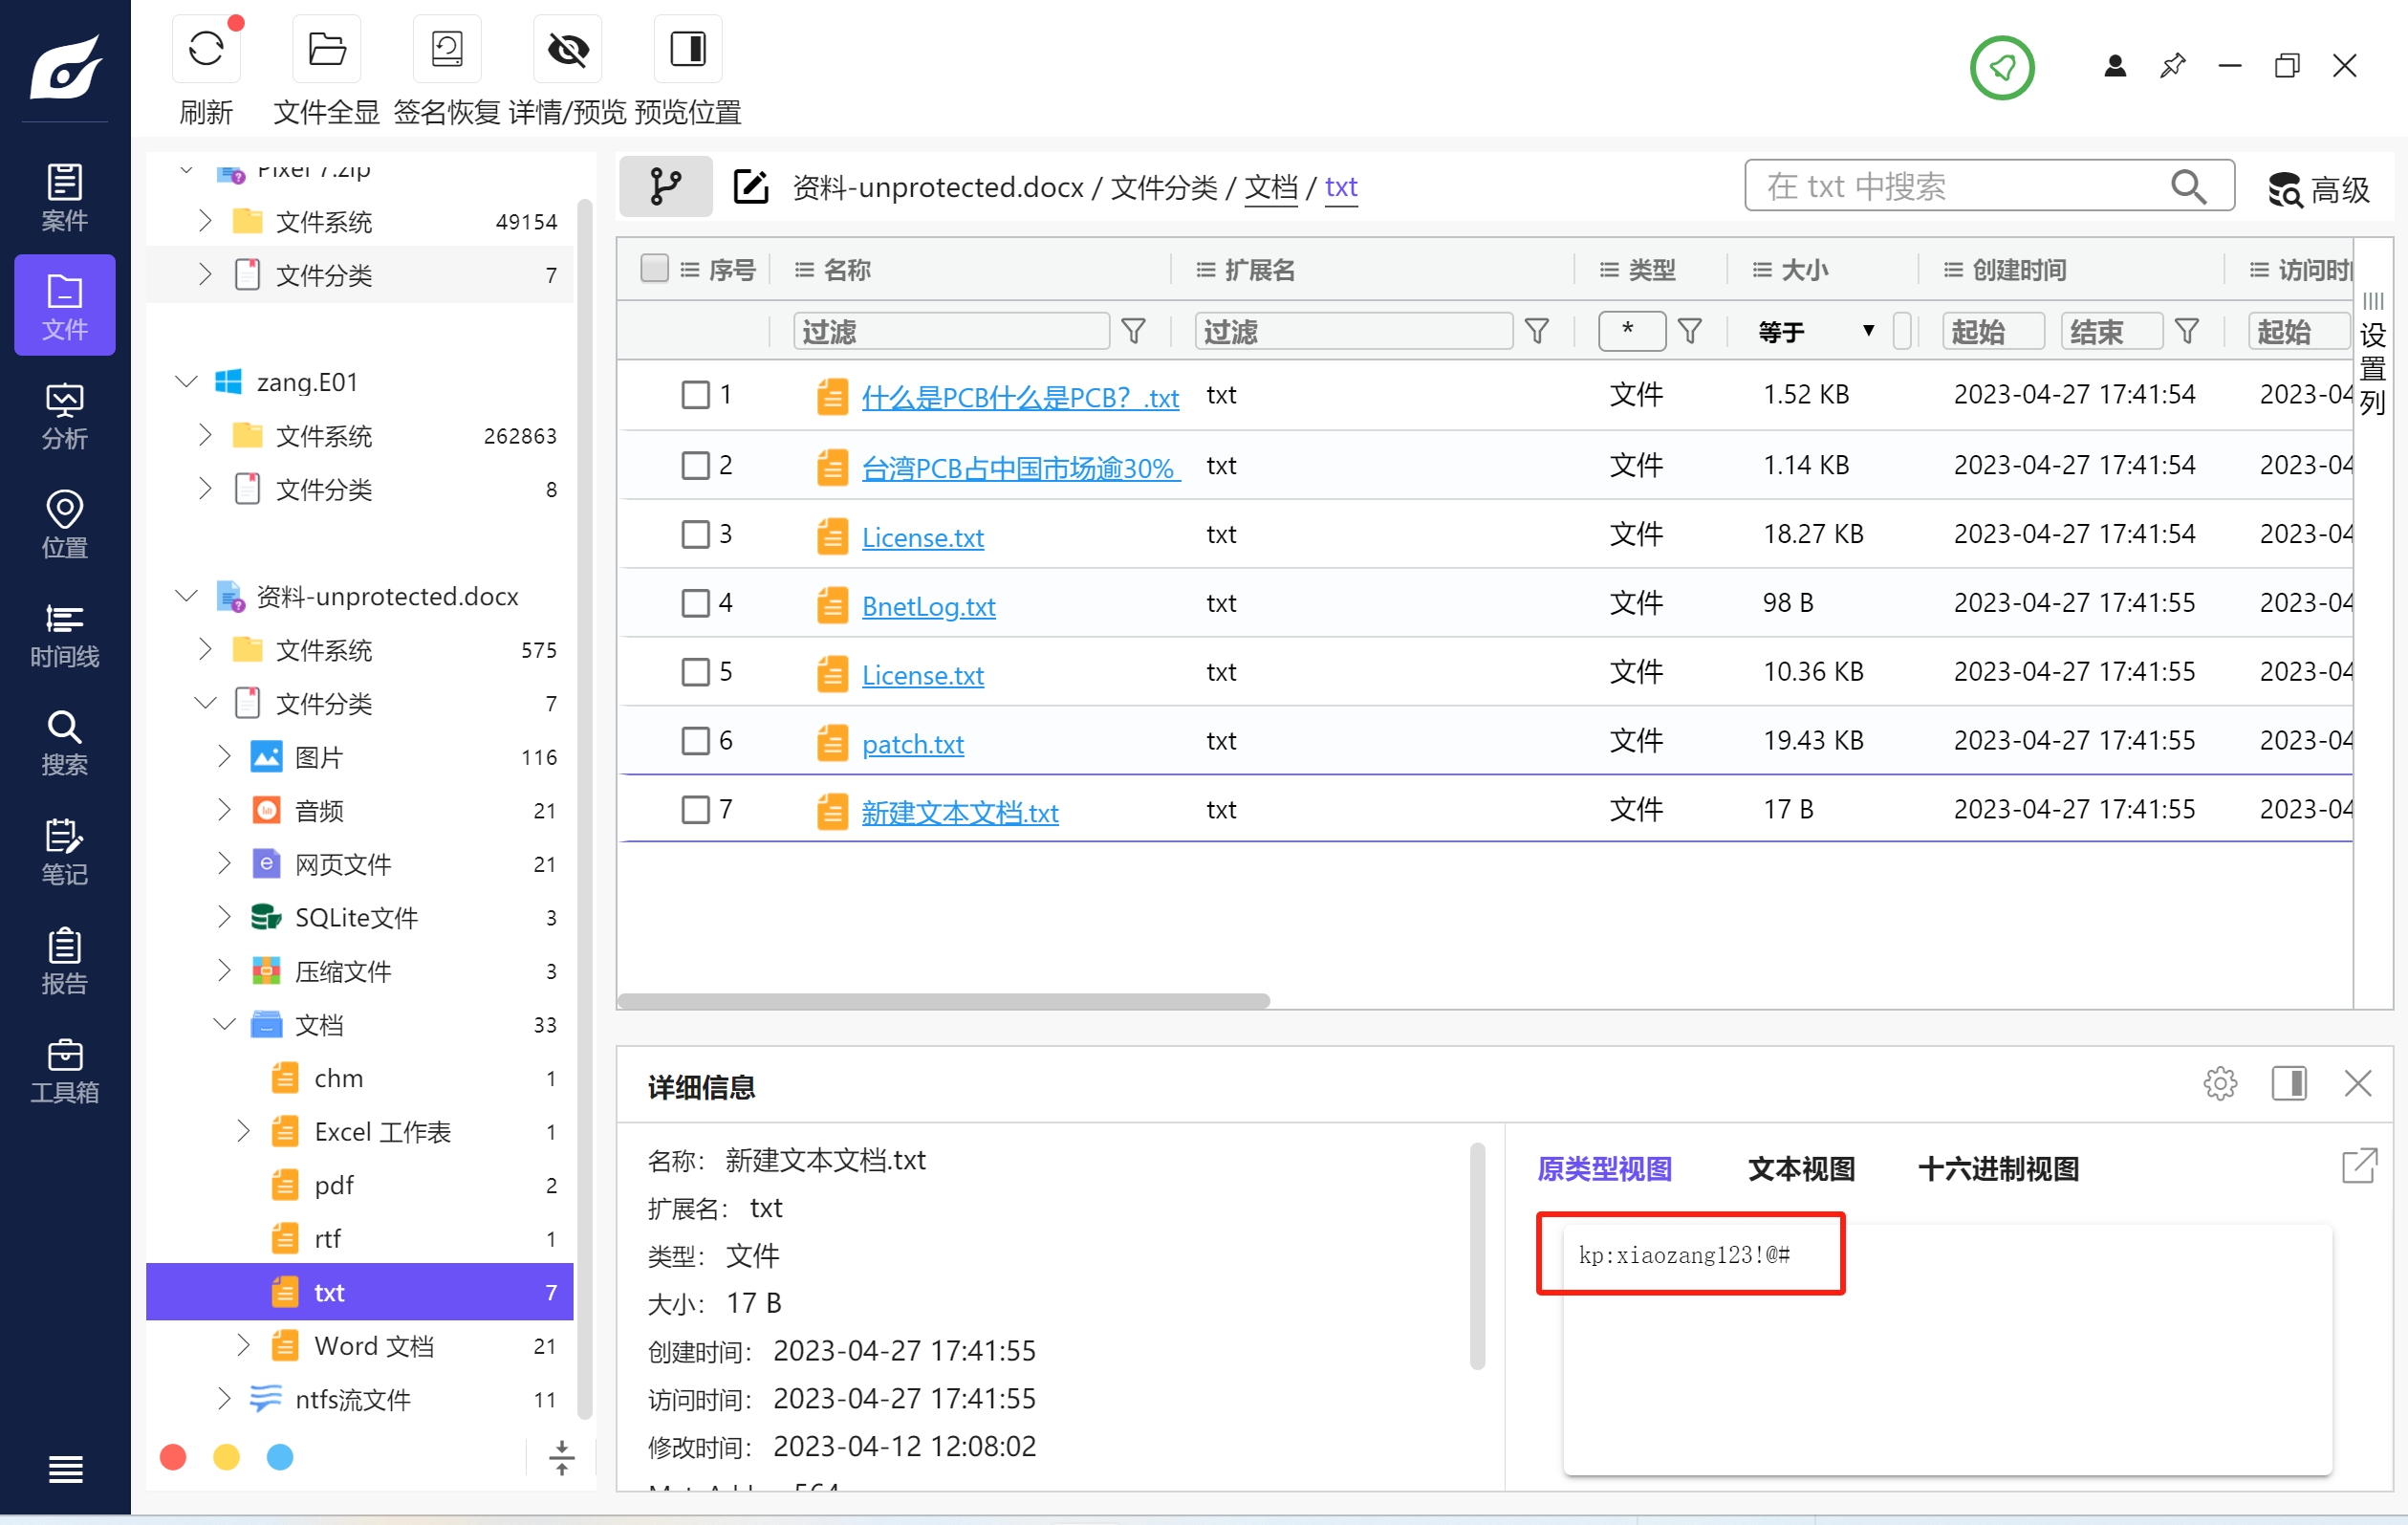 刷新
文件全显
签名恢复
详情/预览
预览位置
案件
文件
分析
位置
时间线
搜索
笔记
报告
工具箱
Pixel 7.zip
文件系统 49154
文件分类 7
zang.E01
文件系统 262863
文件分类 8
资料-unprotected.docx
文件系统 575
文件分类 7
图片 116
音频 21
网页文件 21
SQLite文件 3
压缩文件 3
文档 33
chm 1
Excel 工作表 1
pdf 2
rtf 1
txt 7
Word 文档 21
ntfs流文件 11
资料-unprotected.docx / 文件分类 / 文档 / txt
在 txt 中搜索
高级
序号 名称 扩展名 类型 大小 创建时间 访问时
过滤 过滤 * 等于 ▼ 起始 结束 起始
1 什么是PCB什么是PCB？.txt txt 文件 1.52 KB 2023-04-27 17:41:54 2023-04
2 台湾PCB占中国市场逾30% txt 文件 1.14 KB 2023-04-27 17:41:54 2023-04
3 License.txt txt 文件 18.27 KB 2023-04-27 17:41:54 2023-04
4 BnetLog.txt txt 文件 98 B 2023-04-27 17:41:55 2023-04
5 License.txt txt 文件 10.36 KB 2023-04-27 17:41:55 2023-04
6 patch.txt txt 文件 19.43 KB 2023-04-27 17:41:55 2023-04
7 新建文本文档.txt txt 文件 17 B 2023-04-27 17:41:55 2023-04
设置列
详细信息
名称： 新建文本文档.txt
扩展名： txt
类型： 文件
大小： 17 B
创建时间： 2023-04-27 17:41:55
访问时间： 2023-04-27 17:41:55
修改时间： 2023-04-12 12:08:02
原类型视图 文本视图 十六进制视图
kp:xiaozang123!@#